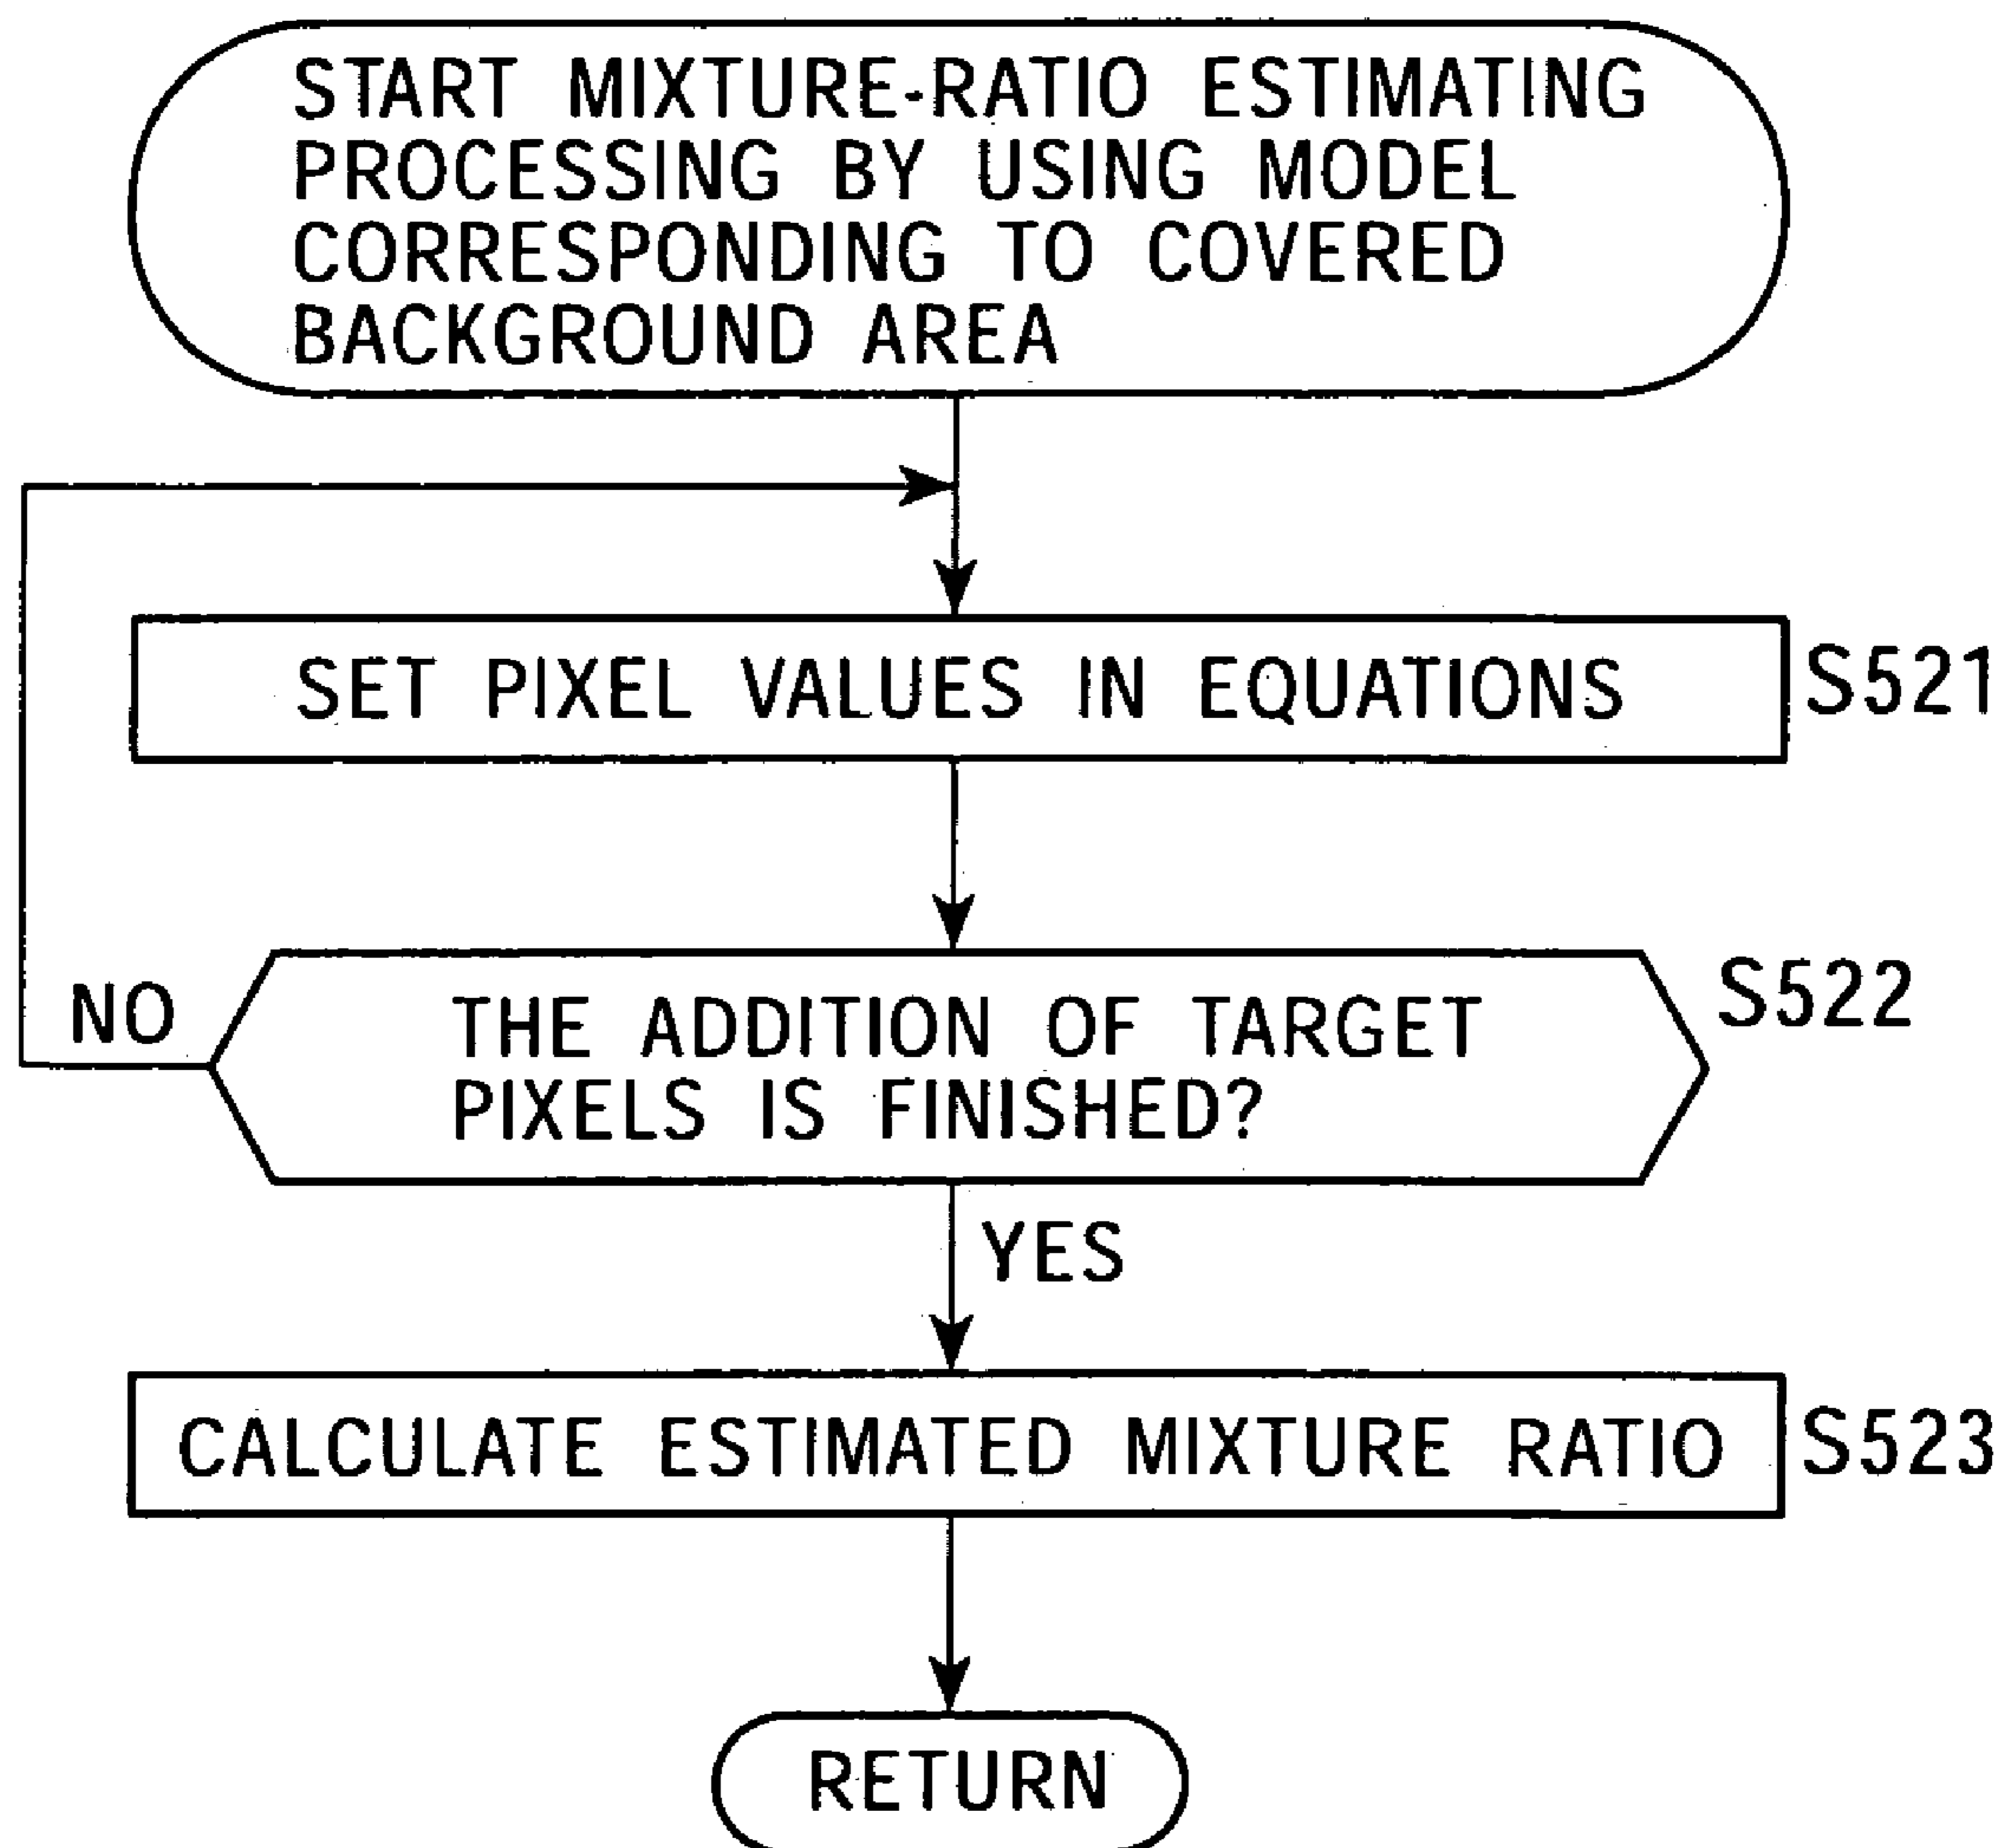 START MIXTURE-RATIO ESTIMATING
PROCESSING BY USING MODEL
CORRESPONDING TO COVERED
BACKGROUND AREA
SET PIXEL VALUES IN EQUATIONS
S521
NO
THE ADDITION OF TARGET
PIXELS IS FINISHED?
S522
YES
CALCULATE ESTIMATED MIXTURE RATIO
S523
RETURN